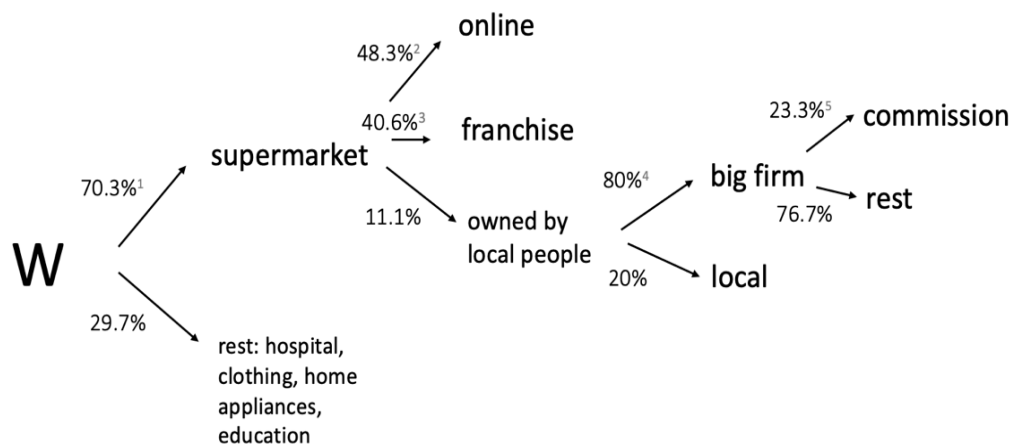 online
48.3%2
40.6%3
franchise
supermarket
23.3%5
commission
70.3%1
80%4
big firm
rest
76.7%
11.1%
owned by
local people
W
20%
local
29.7%
rest: hospital,
clothing, home
appliances,
education